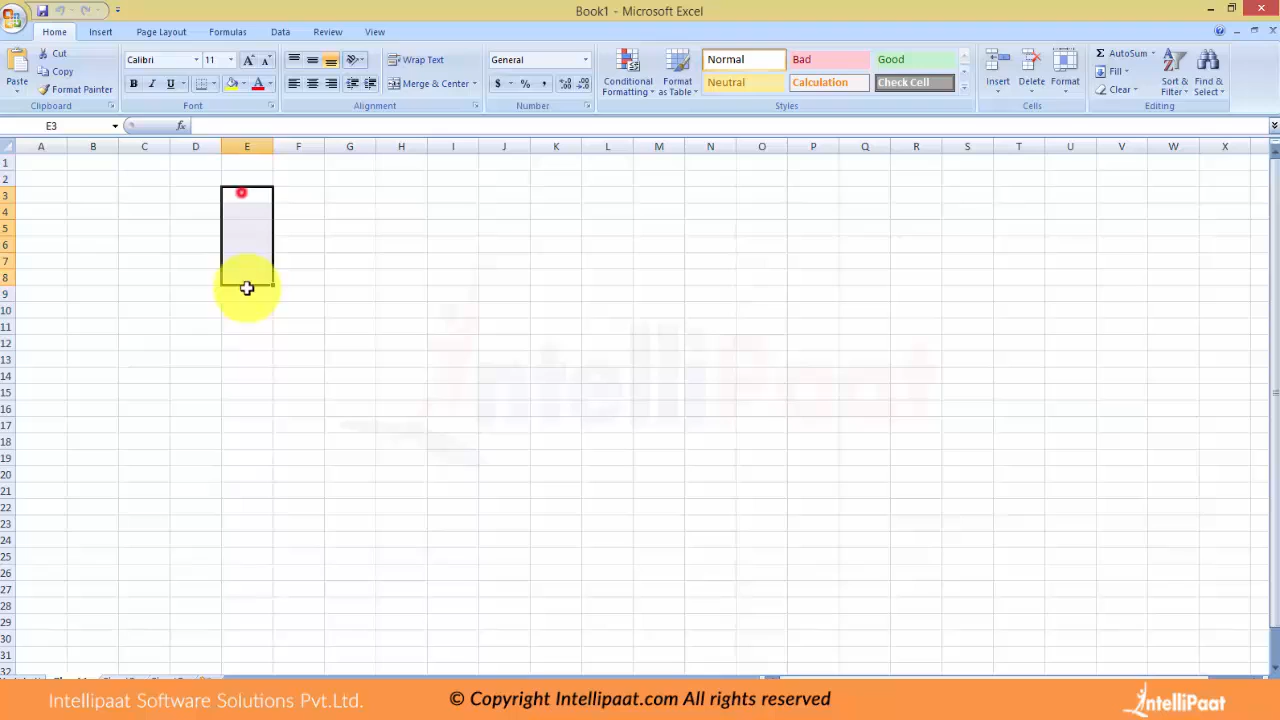 Book1 - Microsoft Excel
Home Insert Page Layout Formulas Data Review View
Paste Cut Copy Format Painter Clipboard
Calibri 11 Font
Wrap Text Merge & Center Alignment
General Number
Conditional Formatting Format as Table
Normal Bad Good
Neutral Calculation Check Cell
Styles
Insert Delete Format Cells
AutoSum Fill Clear Sort & Filter Find & Select Editing
E3 fx
A B C D E F G H I J K L M N O P Q R S T U V W X
1
2
3
4
5
6
7
8
9
10
11
12
13
14
15
16
17
18
19
20
21
22
23
24
25
26
27
28
29
30
31
32
IntelliPaat
Intellipaat Software Solutions Pvt.Ltd. © Copyright Intellipaat.com All rights reserved IntelliPaat